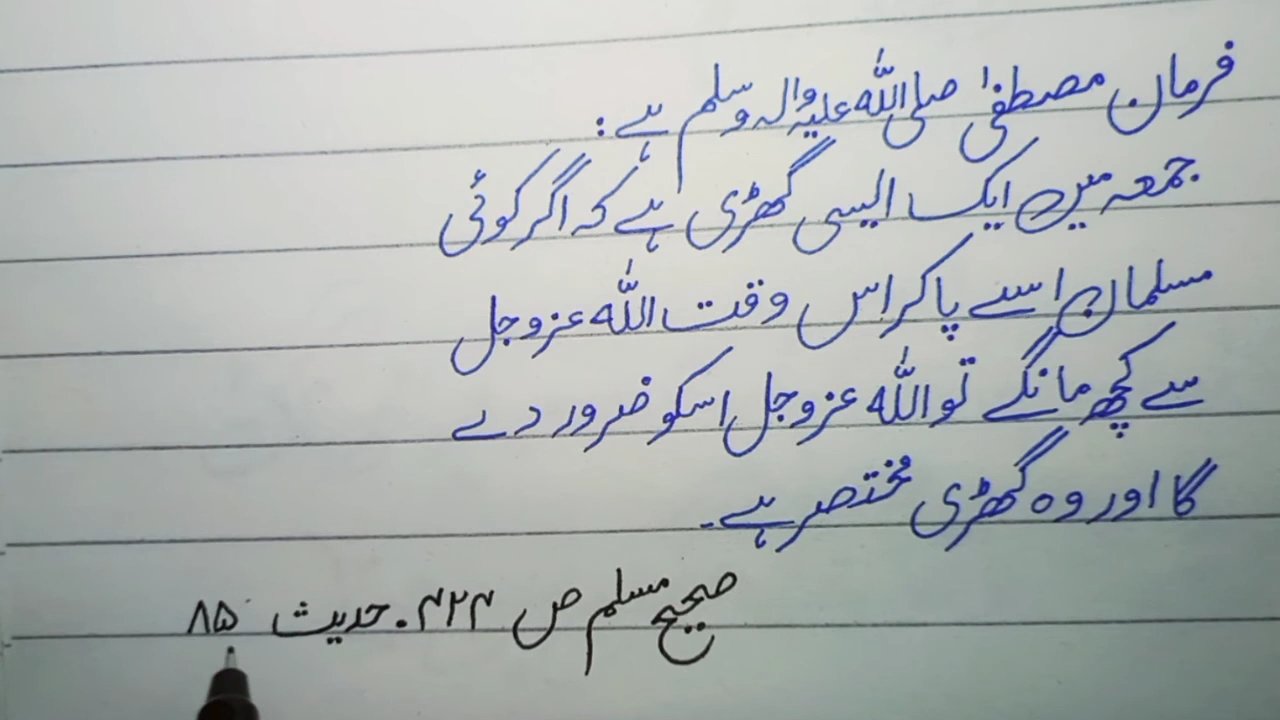 فرمان مصطفیٰ صلی اللہ علیہ والہ وسلم ہے:
جمعہ میں ایک ایسی گھڑی ہے کہ اگر کوئی
مسلمان اسے پا کر اس وقت اللہ عزوجل
سے کچھ مانگے تو اللہ عزوجل اسکو ضرور دے
گا اور وہ گھڑی مختصر ہے۔
صحیح مسلم ص ۴۲۴۔ حدیث ۸۵